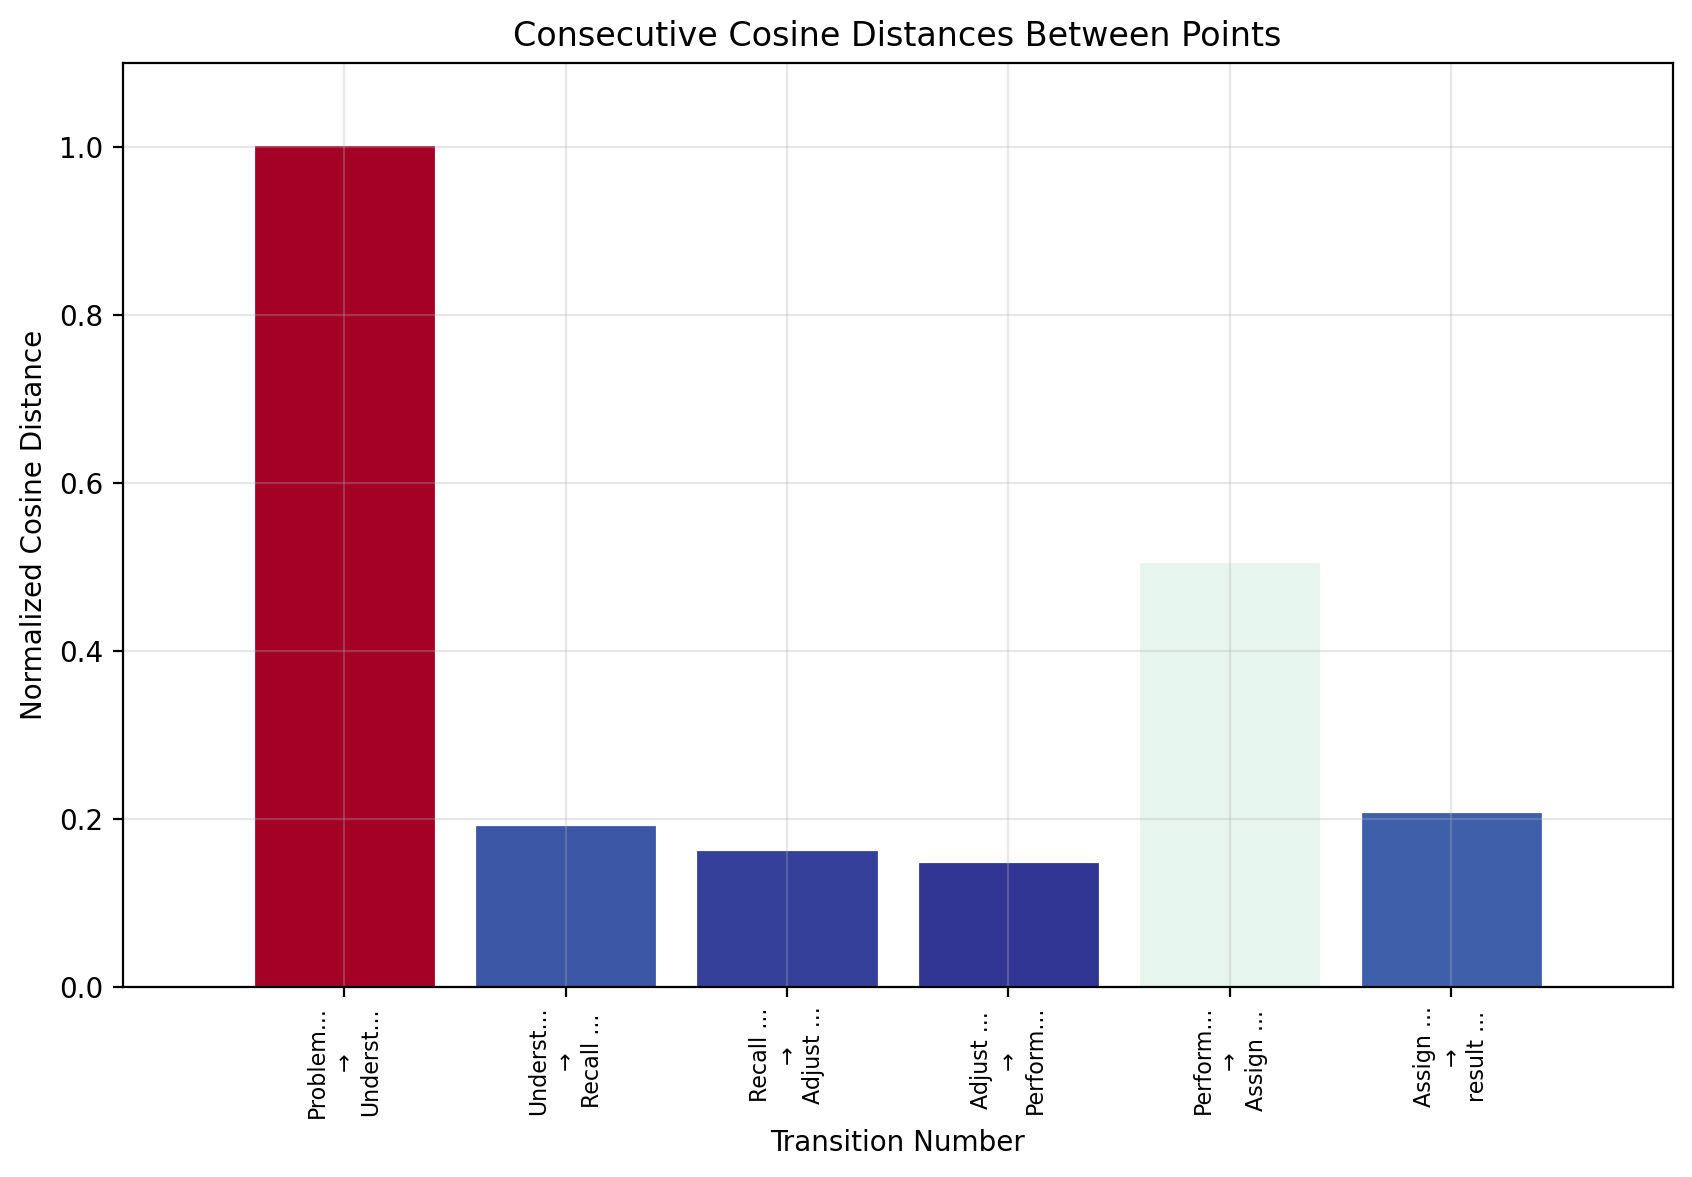 Consecutive Cosine Distances Between Points
Normalized Cosine Distance
1.0
0.8
0.6
0.4
0.2
0.0
Problem...
→
Underst...
Underst...
→
Recall ...
Recall ...
→
Adjust ...
Adjust ...
→
Perform...
Perform...
→
Assign ...
Assign ...
→
result ...
Transition Number